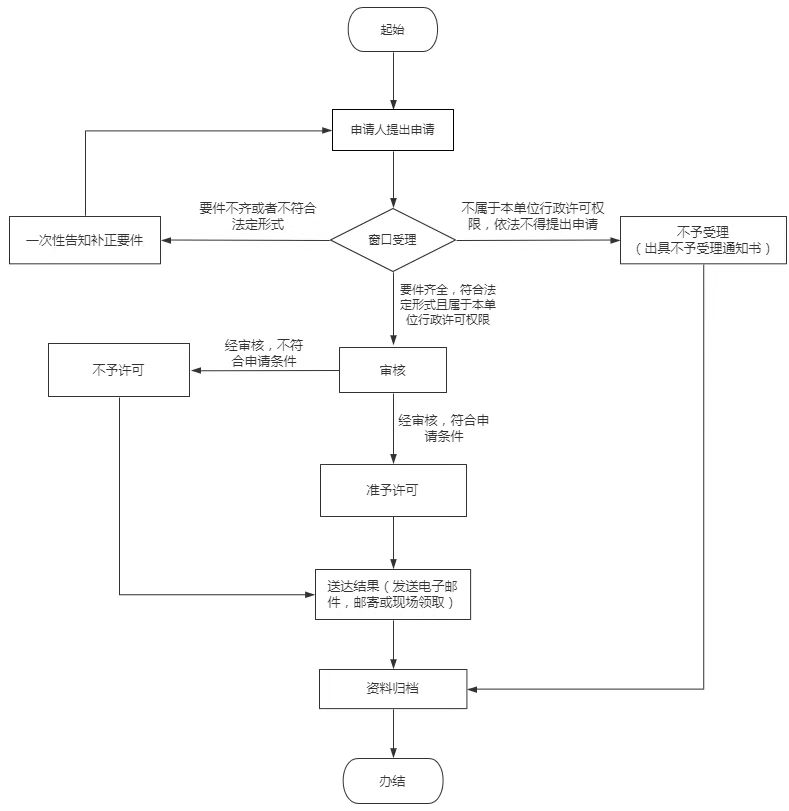 起始
申请人提出申请
要件不齐或者不符合
法定形式
不属于本单位行政许可权
限，依法不得提出申请
一次性告知补正要件
窗口受理
不予受理
（出具不予受理通知书）
要件齐全，符合法
定形式且属于本单
位行政许可权限
经审核，不符
合申请条件
不予许可
审核
经审核，符合申
请条件
准予许可
送达结果（发送电子邮
件，邮寄或现场领取）
资料归档
办结